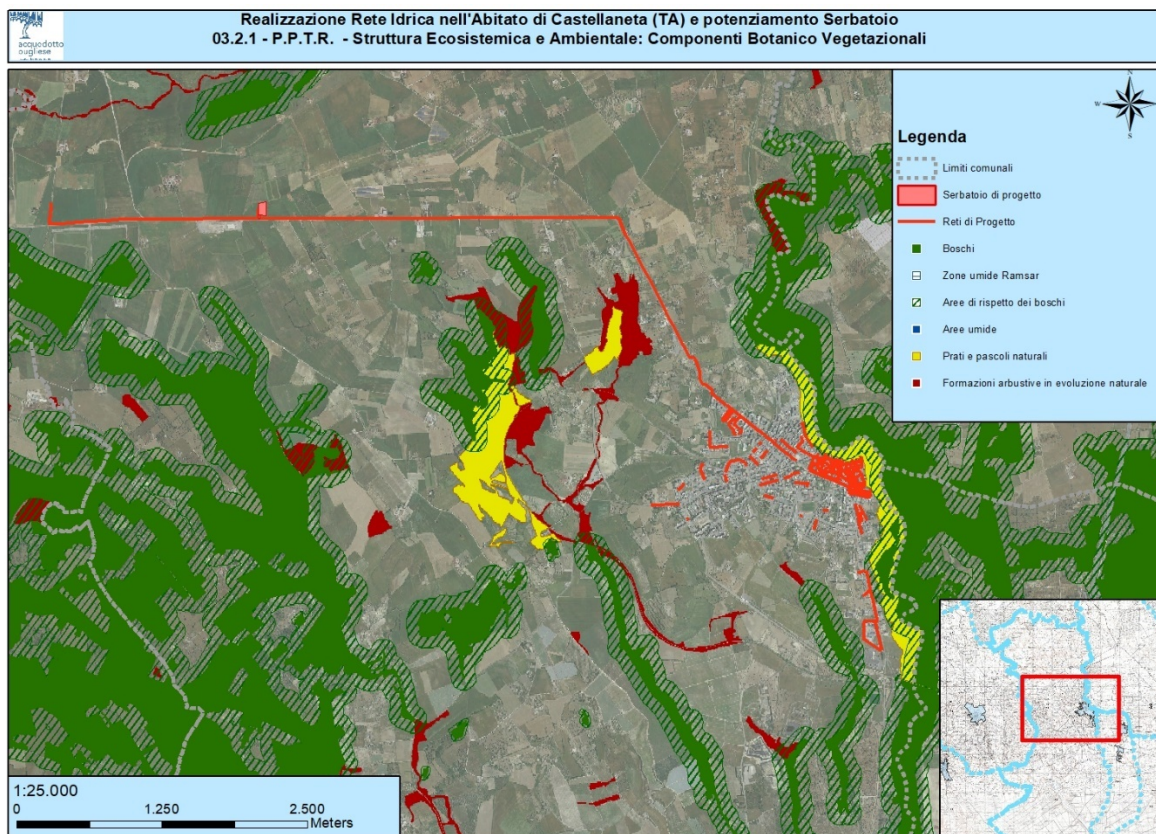 Realizzazione Rete Idrica nell'Abitato di Castellaneta (TA) e potenziamento Serbatoio
03.2.1 - P.P.T.R. - Struttura Ecosistemica e Ambientale: Componenti Botanico Vegetazionali
acquedotto
pugliese
N
W
S
Legenda
Limiti comunali
Serbatoio di progetto
Reti di Progetto
Boschi
Zone umide Ramsar
Aree di rispetto dei boschi
Aree umide
Prati e pascoli naturali
Formazioni arbustive in evoluzione naturale
1:25.000
0 1.250 2.500
Meters